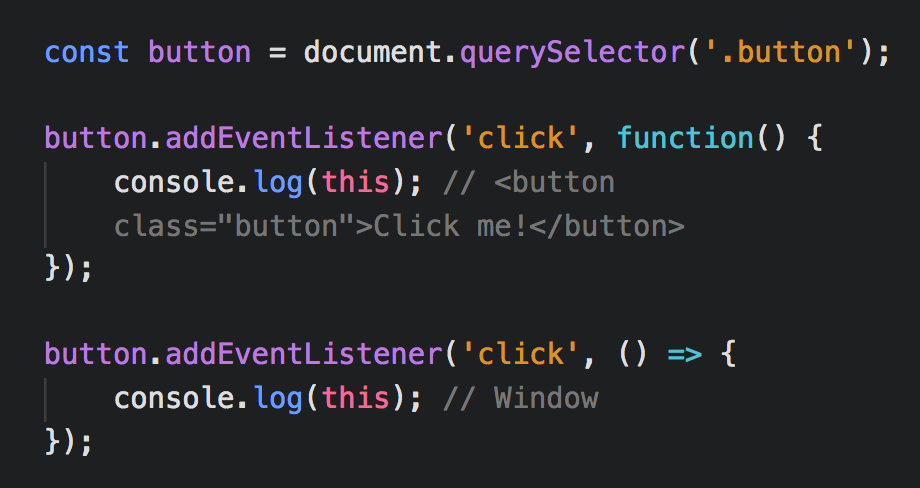 const button = document.querySelector('.button');
button.addEventListener('click', function() {
console.log(this); // <button
class="button">Click me!</button>
});
button.addEventListener('click', () => {
console.log(this); // Window
});